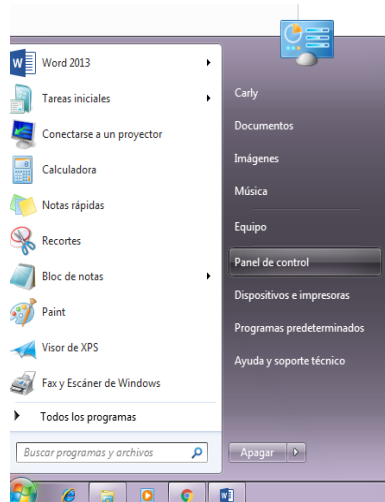 Word 2013
Tareas iniciales
Conectarse a un proyector
Calculadora
Notas rápidas
Recortes
Bloc de notas
Paint
Visor de XPS
Fax y Escáner de Windows
Todos los programas
Buscar programas y archivos
Carly
Documentos
Imágenes
Música
Equipo
Panel de control
Dispositivos e impresoras
Programas predeterminados
Ayuda y soporte técnico
Apagar